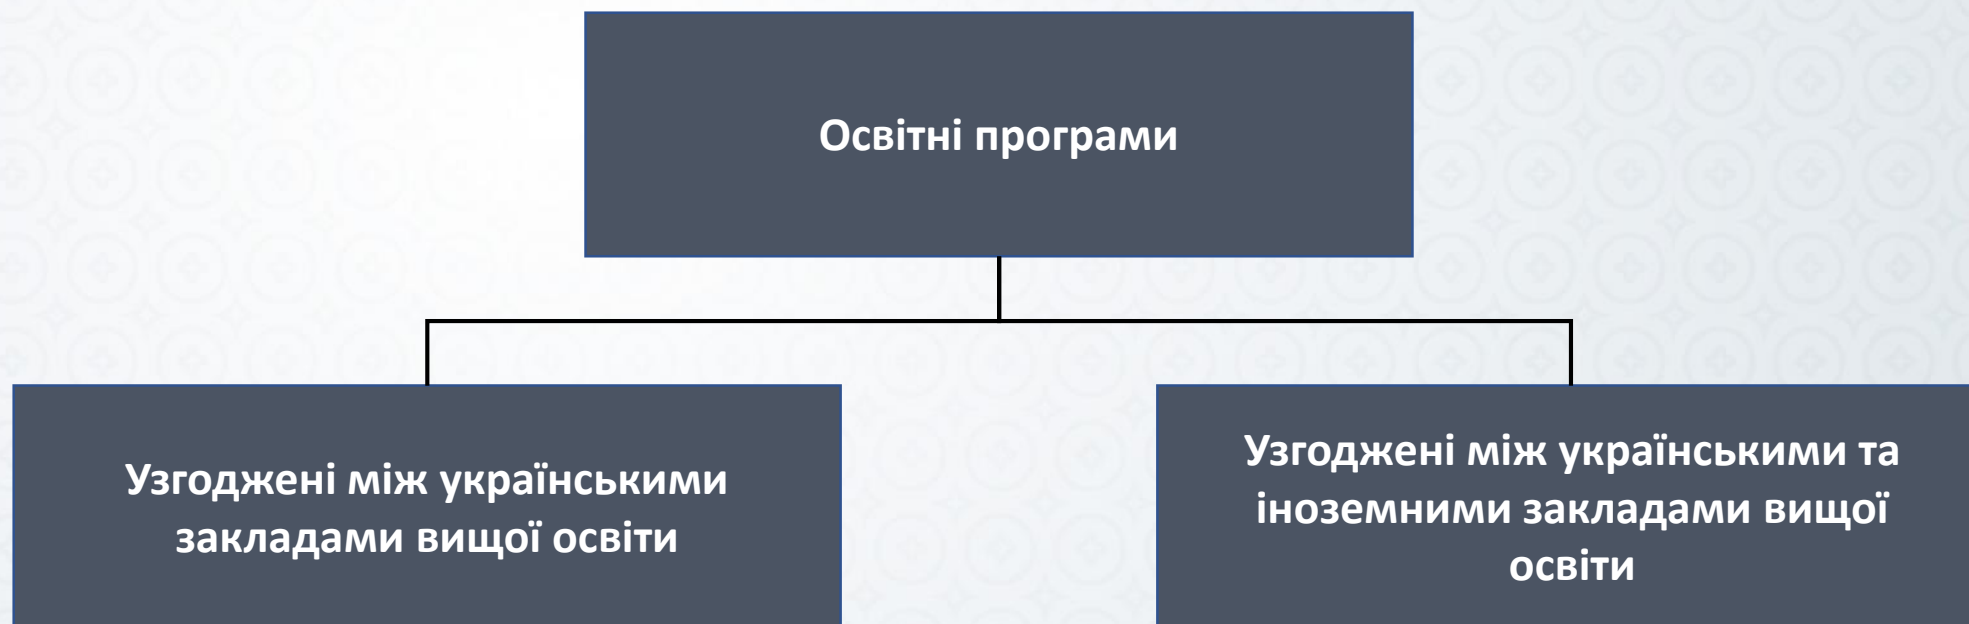 Освітні програми
Узгоджені між українськими
закладами вищої освіти
Узгоджені між українськими та
іноземними закладами вищої
освіти